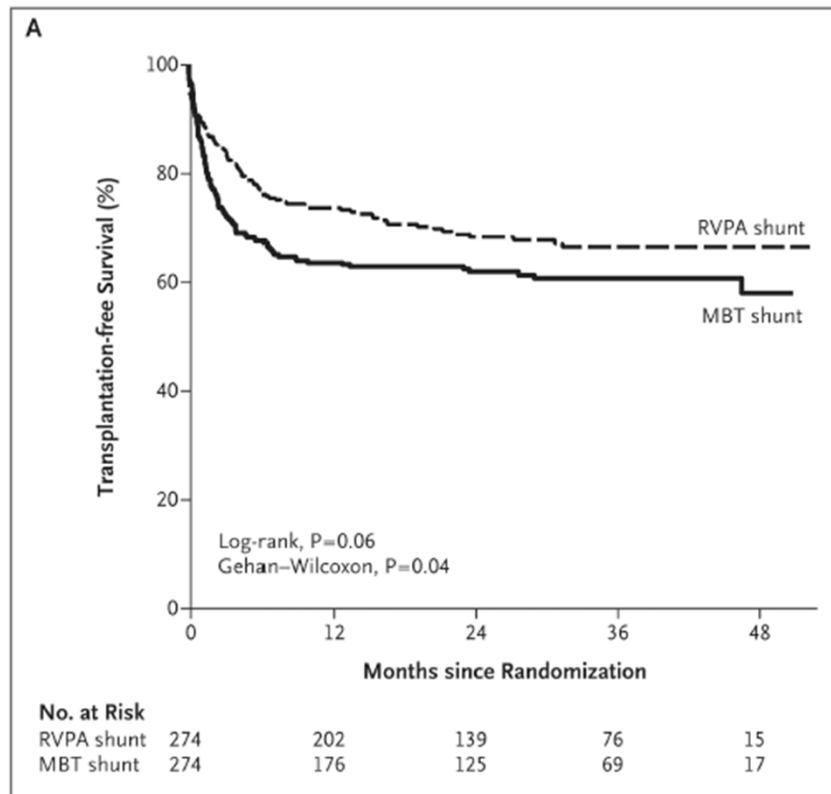 A
100
80
60
40
20
0
Transplantation-free Survival (%)
RVPA shunt
MBT shunt
Log-rank, P=0.06
Gehan–Wilcoxon, P=0.04
0 12 24 36 48
Months since Randomization
No. at Risk
RVPA shunt 274 202 139 76 15
MBT shunt 274 176 125 69 17